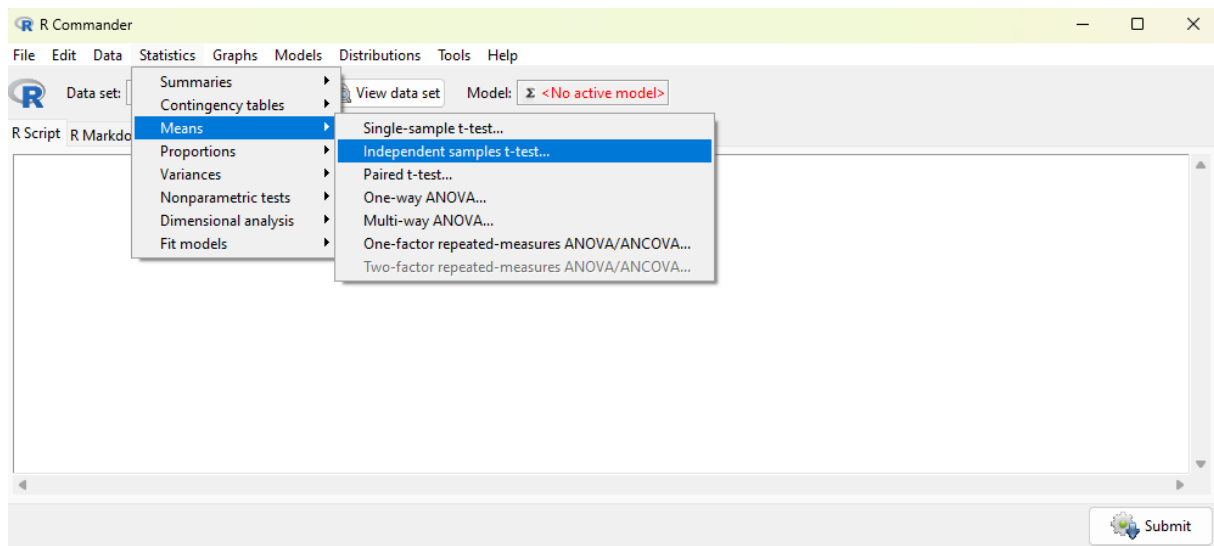 R R Commander
File Edit Data Statistics Graphs Models Distributions Tools Help
R Data set: View data set Model: Σ <No active model>
R Script R Markdo
Summaries
Contingency tables
Means
Proportions
Variances
Nonparametric tests
Dimensional analysis
Fit models
Single-sample t-test...
Independent samples t-test...
Paired t-test...
One-way ANOVA...
Multi-way ANOVA...
One-factor repeated-measures ANOVA/ANCOVA...
Two-factor repeated-measures ANOVA/ANCOVA...
Submit